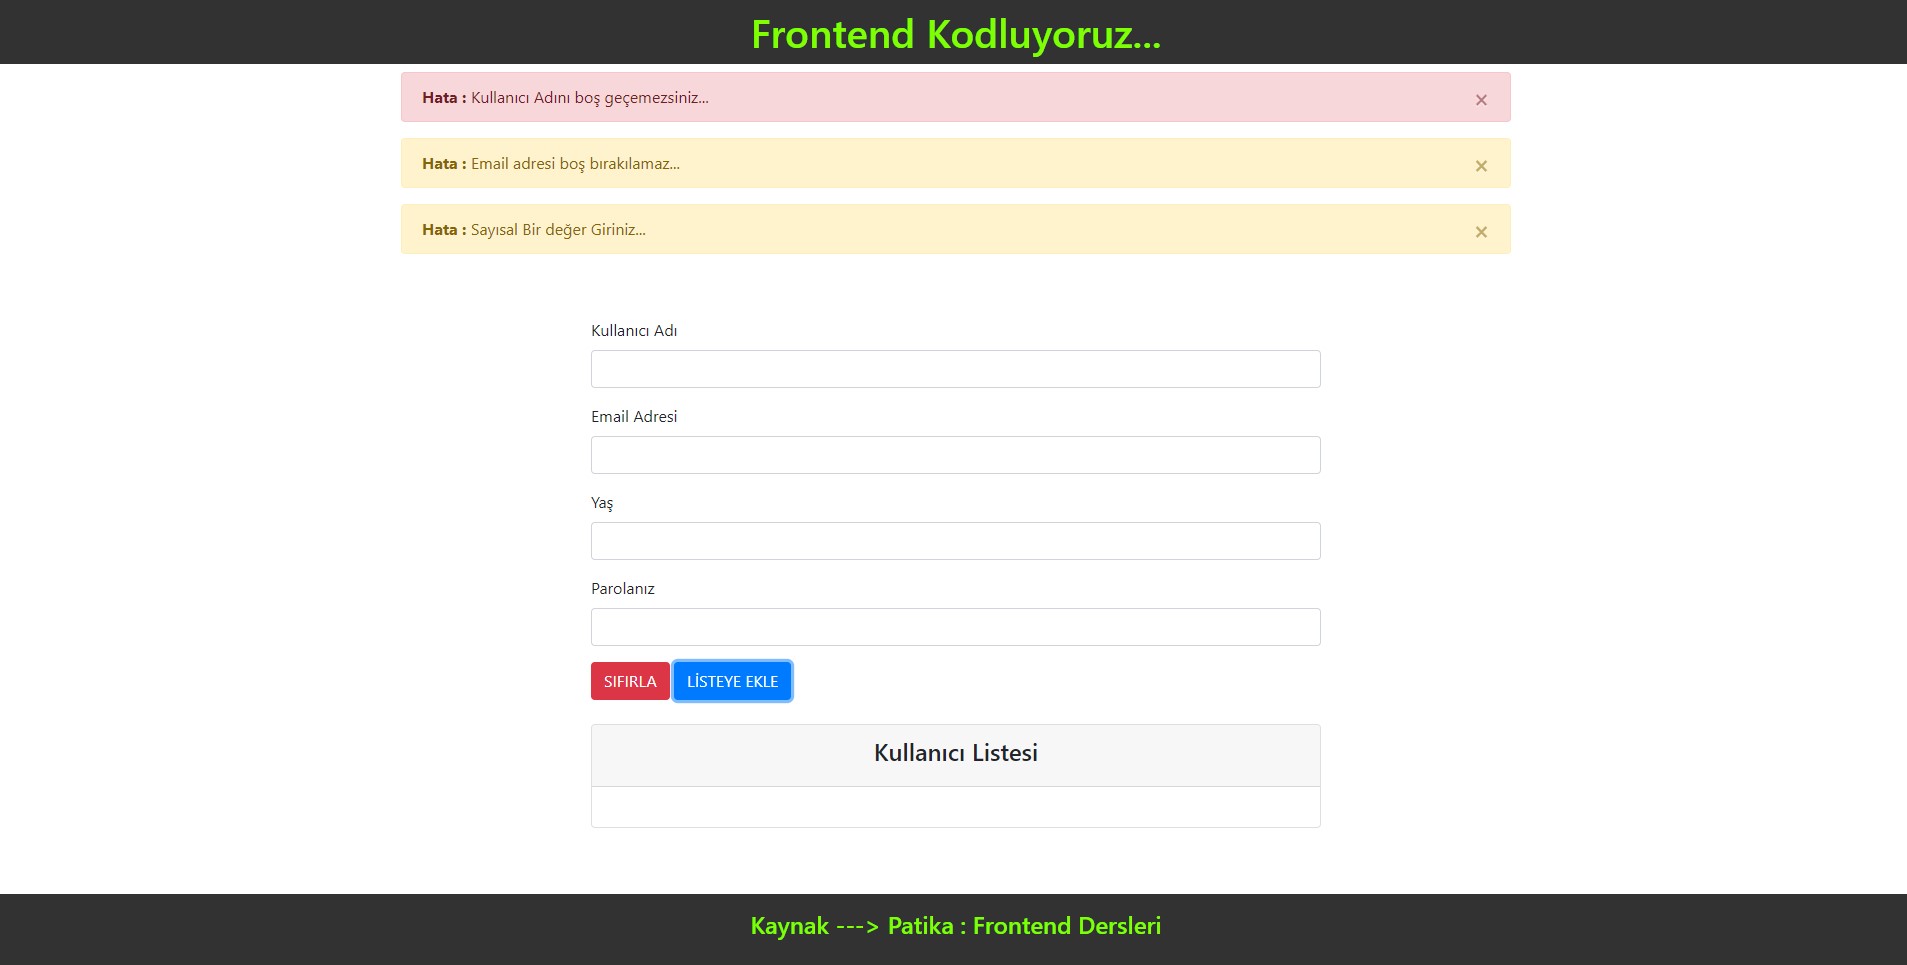 Frontend Kodluyoruz...
Hata : Kullanıcı Adını boş geçemezsiniz... ×
Hata : Email adresi boş bırakılamaz... ×
Hata : Sayısal Bir değer Giriniz... ×
Kullanıcı Adı
Email Adresi
Yaş
Parolanız
SIFIRLA LİSTEYE EKLE
Kullanıcı Listesi
Kaynak ---> Patika : Frontend Dersleri